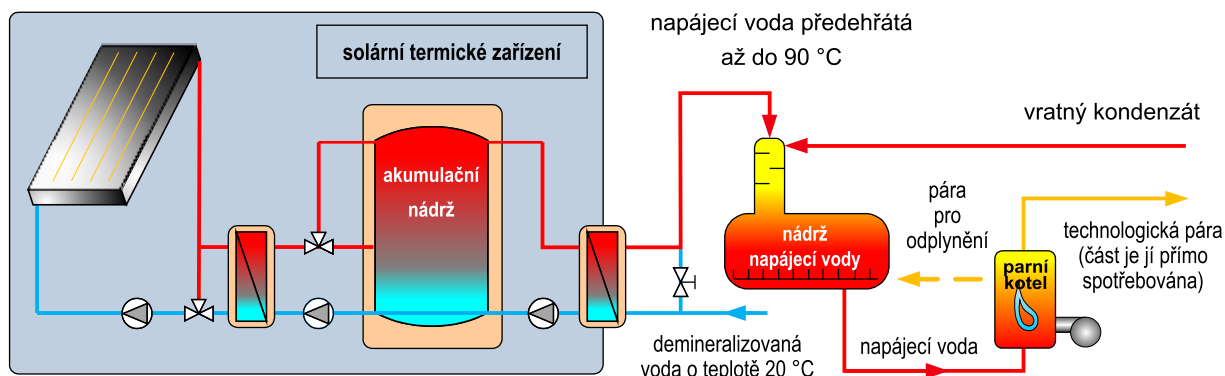 solární termické zařízení
akumulační
nádrž
napájecí voda předehřátá
až do 90 °C
vratný kondenzát
pára
pro
odplynění
technologická pára
(část je jí přímo
spotřebována)
nádrž
napájecí vody
parní
kotel
demineralizovaná
voda o teplotě 20 °C
napájecí voda